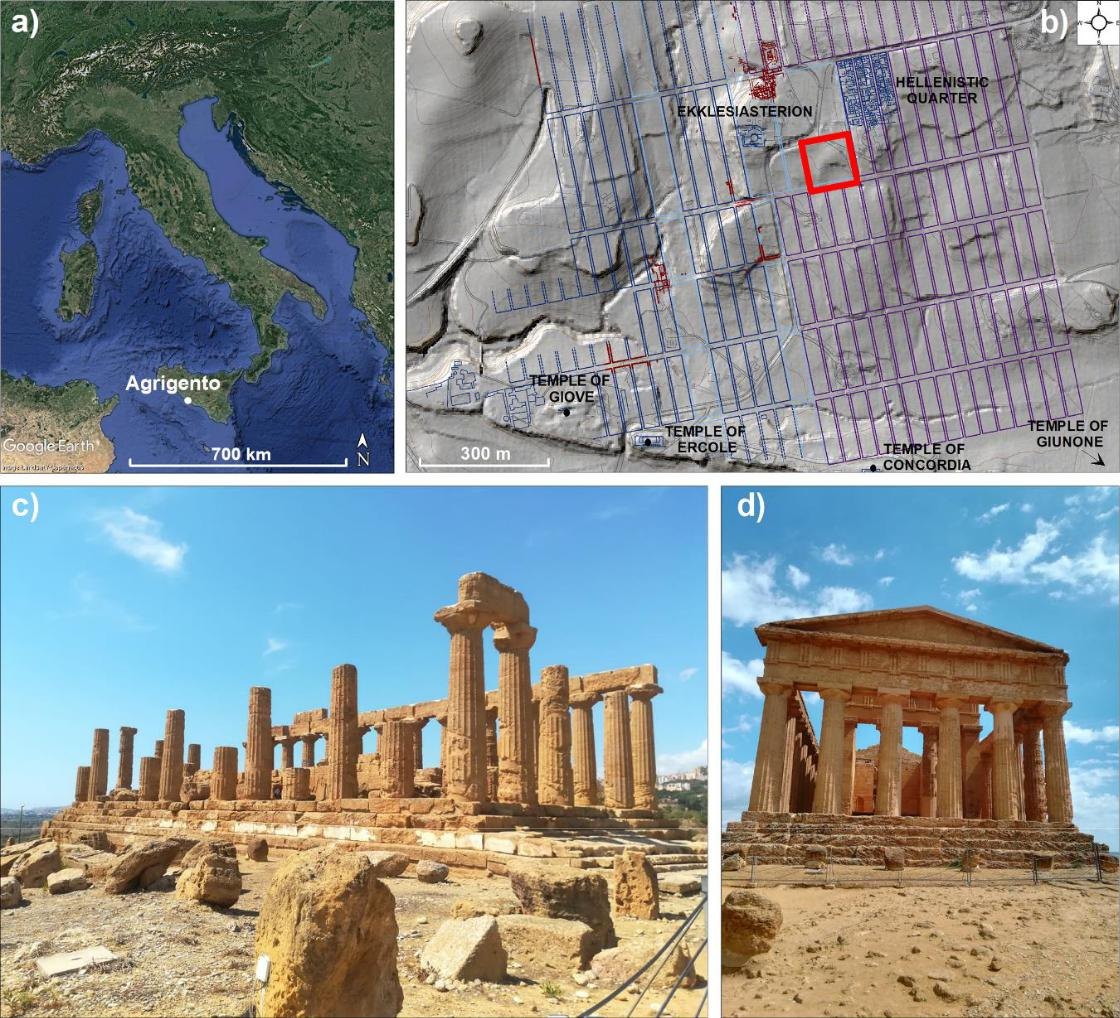 a)
Agrigento
Google Earth
700 km
N
b)
N
S
EKKLESIASTERION
HELLENISTIC
QUARTER
TEMPLE OF
GIOVE
TEMPLE OF
ERCOLE
TEMPLE OF
CONCORDIA
TEMPLE OF
GIUNONE
300 m
c)
d)